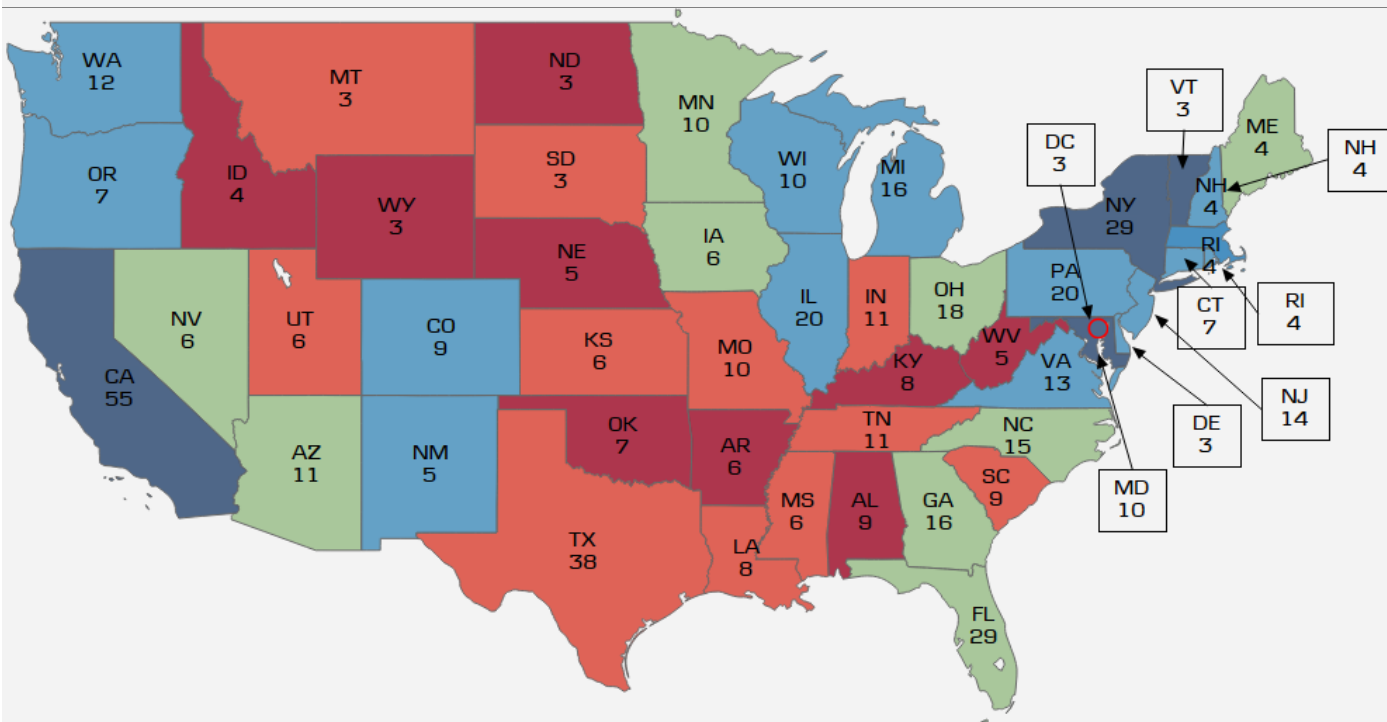 WA
12
MT
3
ND
3
MN
10
VT
3
ME
4
DC
3
NH
4
OR
7
ID
4
SD
3
WI
10
MI
16
NH
4
WY
3
NY
29
NE
5
IA
6
RI
4
PA
20
NV
6
UT
6
CO
9
IL
20
IN
11
OH
18
CT
7
RI
4
KS
6
MO
10
WV
5
KY
8
VA
13
CA
55
NJ
14
DE
3
OK
7
TN
11
NC
15
AZ
11
NM
5
AR
6
SC
9
MD
10
MS
6
AL
9
GA
16
TX
38
LA
8
FL
29